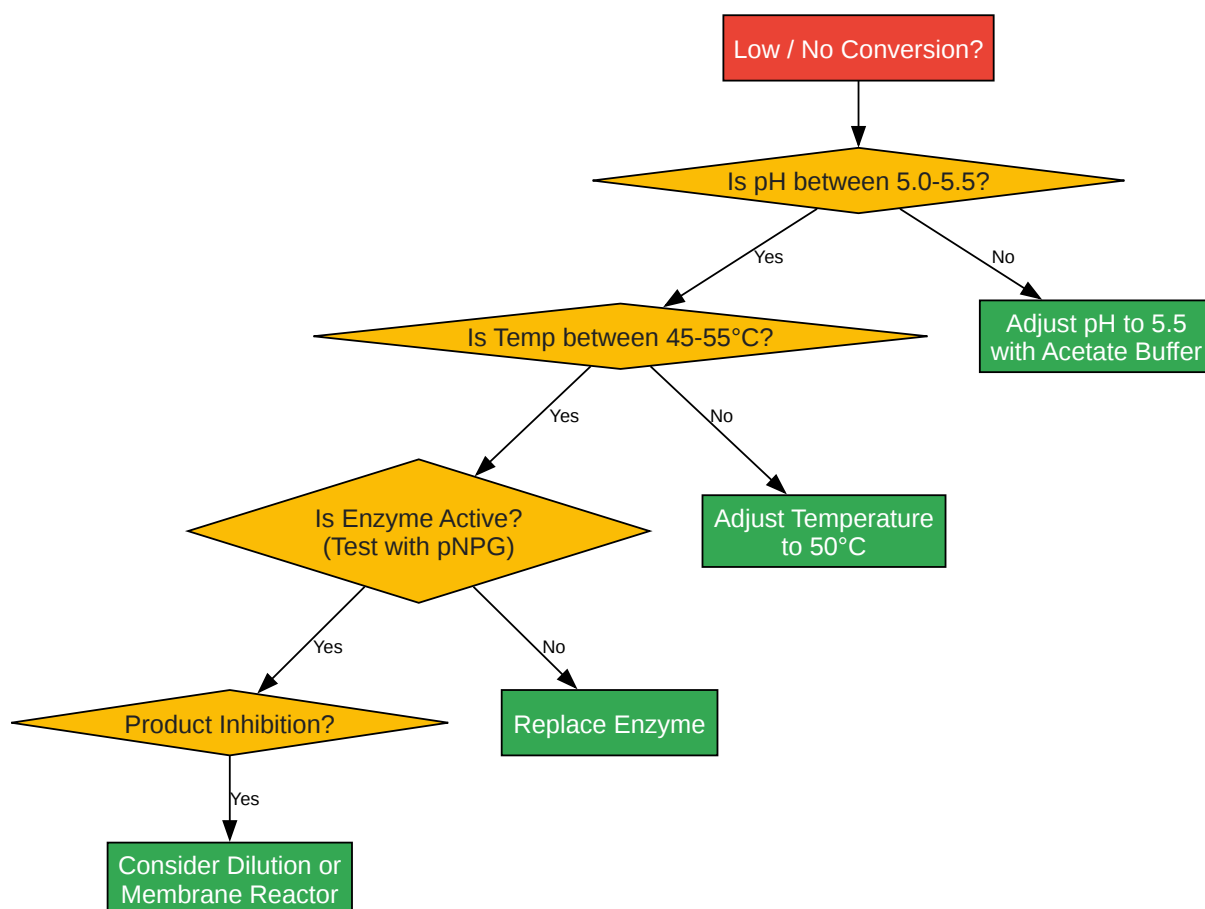 Low / No Conversion?
Is pH between 5.0-5.5?
Yes
No
Is Temp between 45-55°C?
Adjust pH to 5.5
with Acetate Buffer
Yes
No
Is Enzyme Active?
(Test with pNPG)
Adjust Temperature
to 50°C
Yes
No
Product Inhibition?
Replace Enzyme
Yes
Consider Dilution or
Membrane Reactor